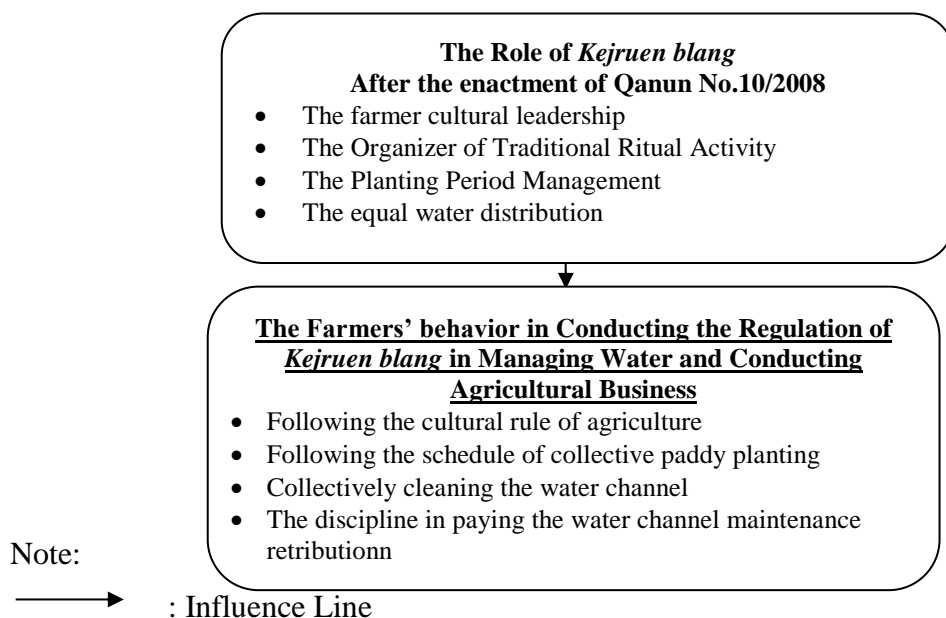 The Role of Kejruen blang
After the enactment of Qanun No.10/2008
• The farmer cultural leadership
• The Organizer of Traditional Ritual Activity
• The Planting Period Management
• The equal water distribution
The Farmers’ behavior in Conducting the Regulation of
Kejruen blang in Managing Water and Conducting
Agricultural Business
• Following the cultural rule of agriculture
• Following the schedule of collective paddy planting
• Collectively cleaning the water channel
• The discipline in paying the water channel maintenance
retributionn
Note:
: Influence Line